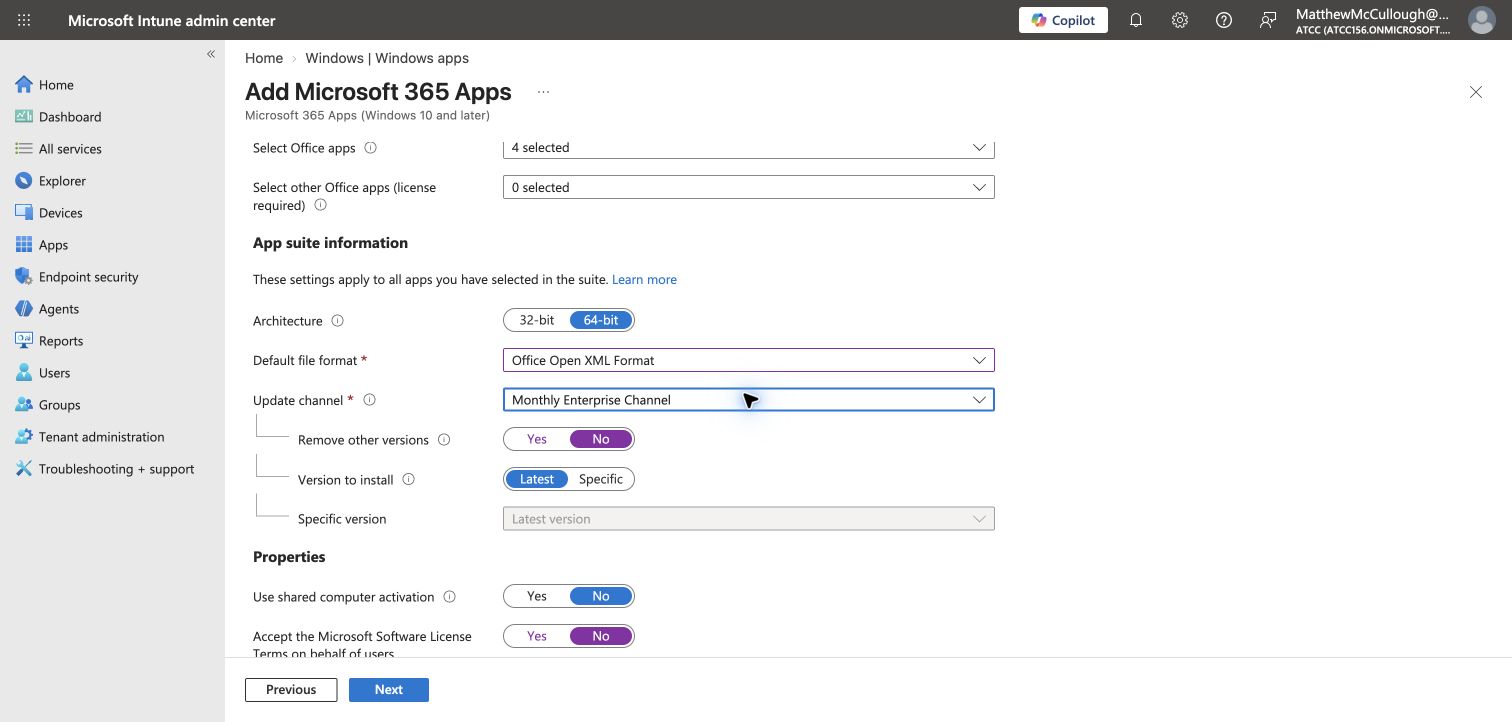 Microsoft Intune admin center
Copilot
MatthewMcCullough@...
ATCC (ATCC156.ONMICROSOFT....
Home
Dashboard
All services
Explorer
Devices
Apps
Endpoint security
Agents
Reports
Users
Groups
Tenant administration
Troubleshooting + support
Home > Windows | Windows apps
Add Microsoft 365 Apps ...
Microsoft 365 Apps (Windows 10 and later)
Select Office apps
4 selected
Select other Office apps (license
required)
0 selected
App suite information
These settings apply to all apps you have selected in the suite. Learn more
Architecture
32-bit 64-bit
Default file format *
Office Open XML Format
Update channel *
Monthly Enterprise Channel
Remove other versions
Yes No
Version to install
Latest Specific
Specific version
Latest version
Properties
Use shared computer activation
Yes No
Accept the Microsoft Software License
Terms on behalf of users
Yes No
Previous
Next